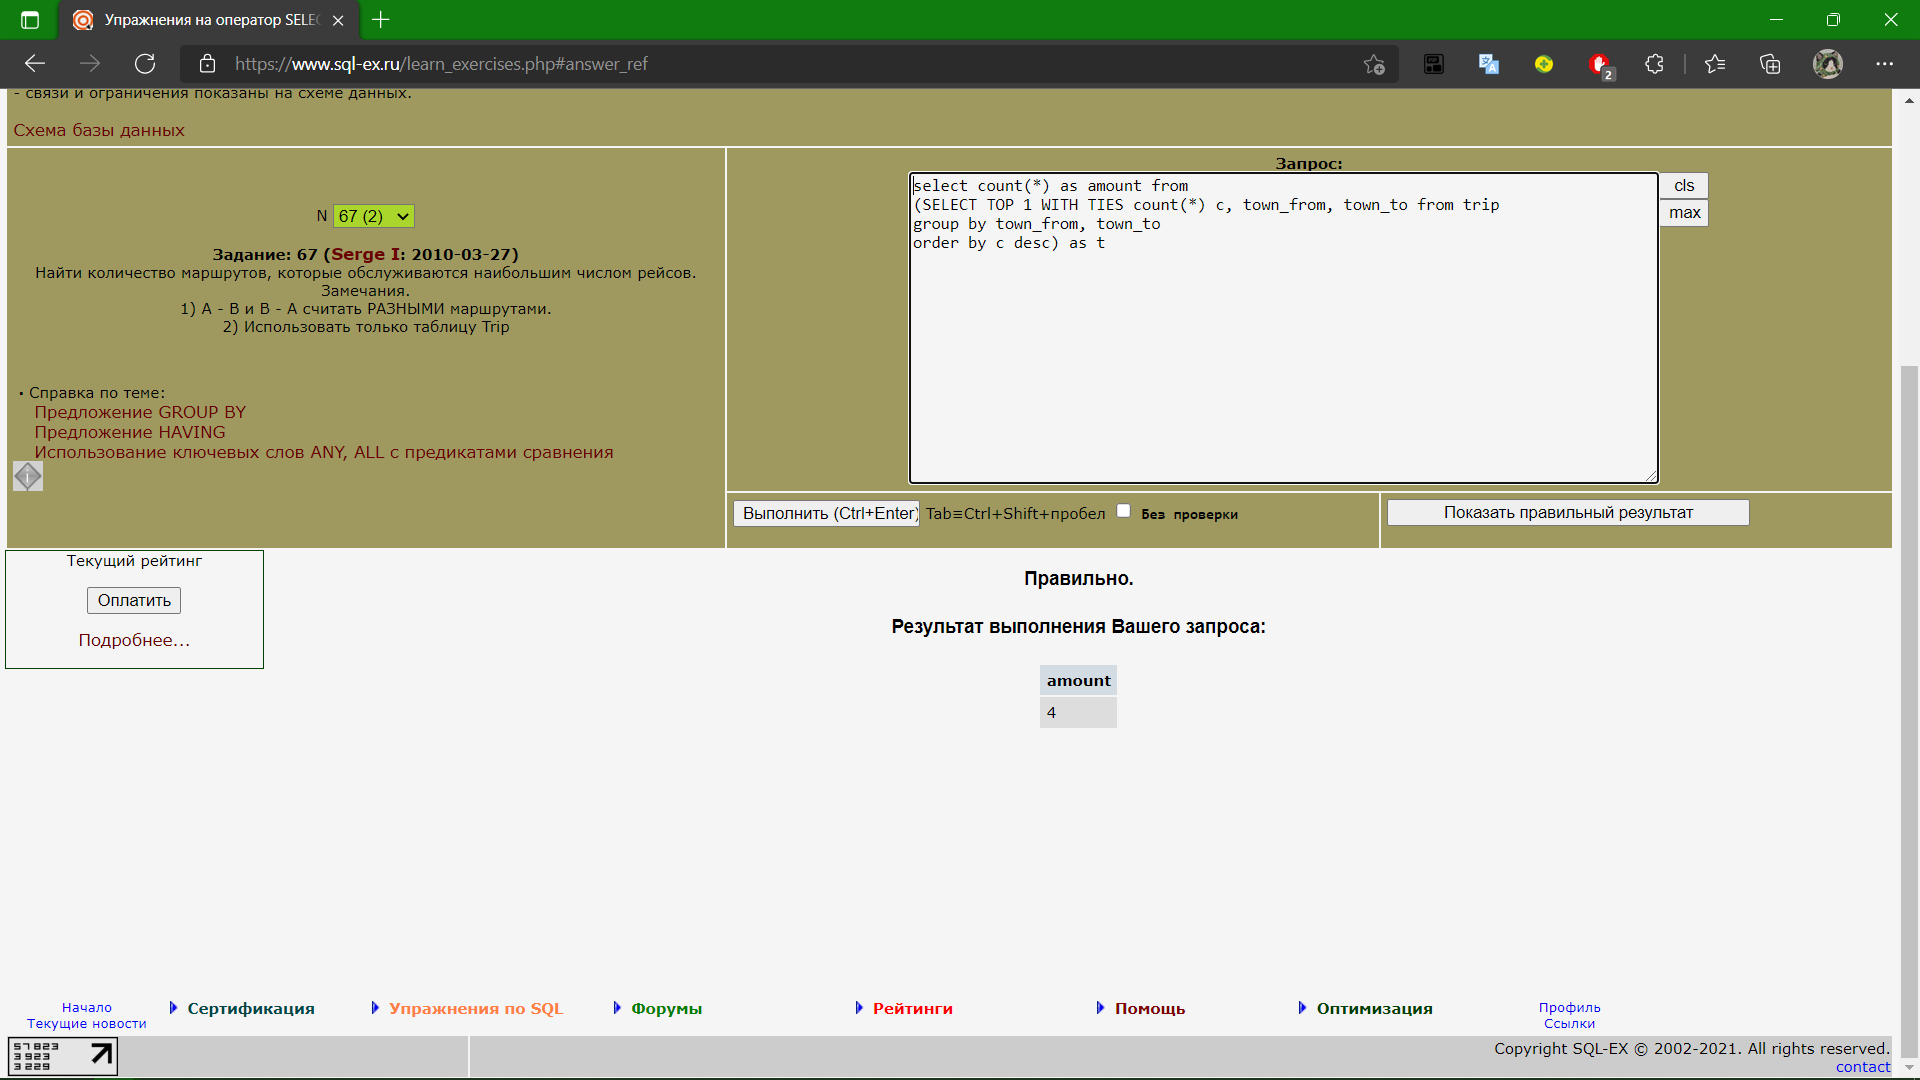 Упражнения на оператор SELEC
https://www.sql-ex.ru/learn_exercises.php#answer_ref
2
- связи и ограничения показаны на схеме данных.
Схема базы данных
N 67 (2)
Задание: 67 (Serge I: 2010-03-27)
Найти количество маршрутов, которые обслуживаются наибольшим числом рейсов.
Замечания.
1) A - B и B - A считать РАЗНЫМИ маршрутами.
2) Использовать только таблицу Trip
• Справка по теме:
Предложение GROUP BY
Предложение HAVING
Использование ключевых слов ANY, ALL с предикатами сравнения
Запрос:
select count(*) as amount from
(SELECT TOP 1 WITH TIES count(*) c, town_from, town_to from trip
group by town_from, town_to
order by c desc) as t
cls
max
Выполнить (Ctrl+Enter) Tab=Ctrl+Shift+пробел Без проверки
Показать правильный результат
Текущий рейтинг
Оплатить
Подробнее...
Правильно.
Результат выполнения Вашего запроса:
amount
4
Начало
Текущие новости
Сертификация
Упражнения по SQL
Форумы
Рейтинги
Помощь
Оптимизация
Профиль
Ссылки
57 823
3 923
3 229
Copyright SQL-EX © 2002-2021. All rights reserved.
contact